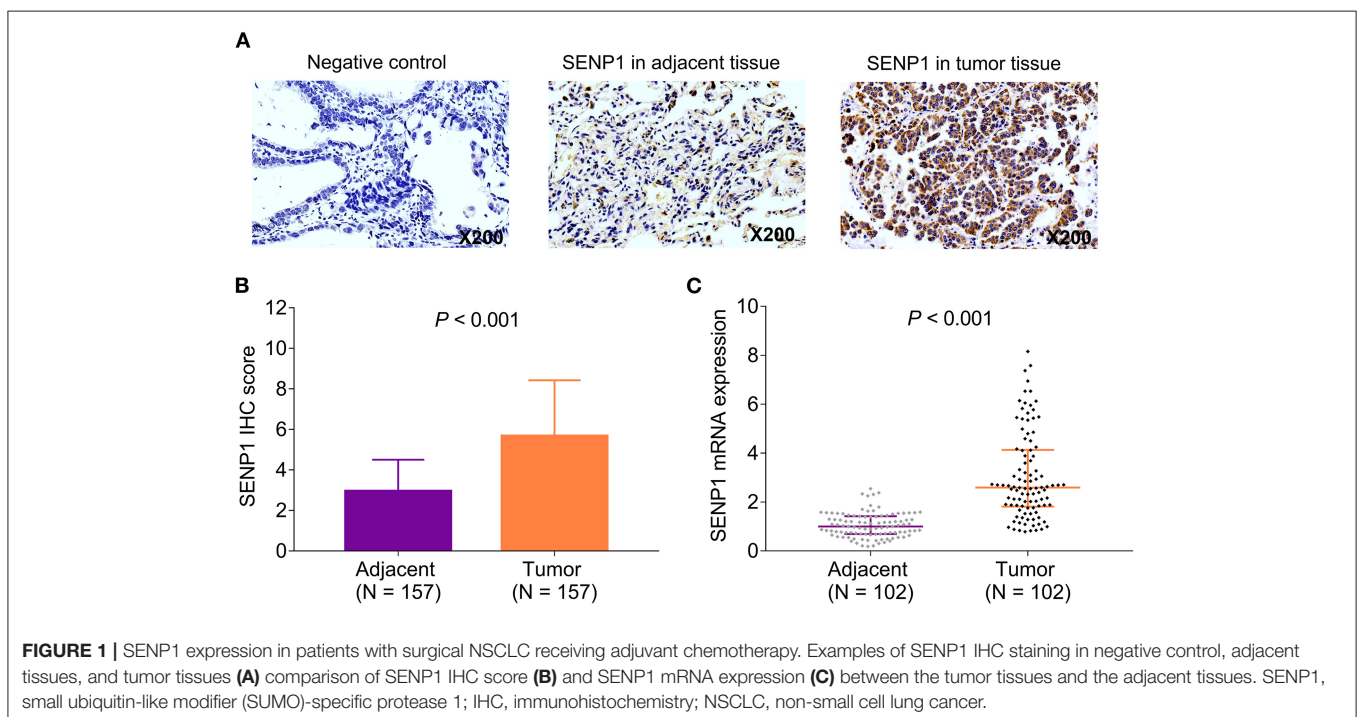 A
Negative control
SENP1 in adjacent tissue
SENP1 in tumor tissue
X200
X200
X200
B
12
10
8
6
4
2
0
SENP1 IHC score
P < 0.001
Adjacent
(N = 157)
Tumor
(N = 157)
C
10
8
6
4
2
0
SENP1 mRNA expression
P < 0.001
Adjacent
(N = 102)
Tumor
(N = 102)
FIGURE 1 | SENP1 expression in patients with surgical NSCLC receiving adjuvant chemotherapy. Examples of SENP1 IHC staining in negative control, adjacent
tissues, and tumor tissues (A) comparison of SENP1 IHC score (B) and SENP1 mRNA expression (C) between the tumor tissues and the adjacent tissues. SENP1,
small ubiquitin-like modifier (SUMO)-specific protease 1; IHC, immunohistochemistry; NSCLC, non-small cell lung cancer.